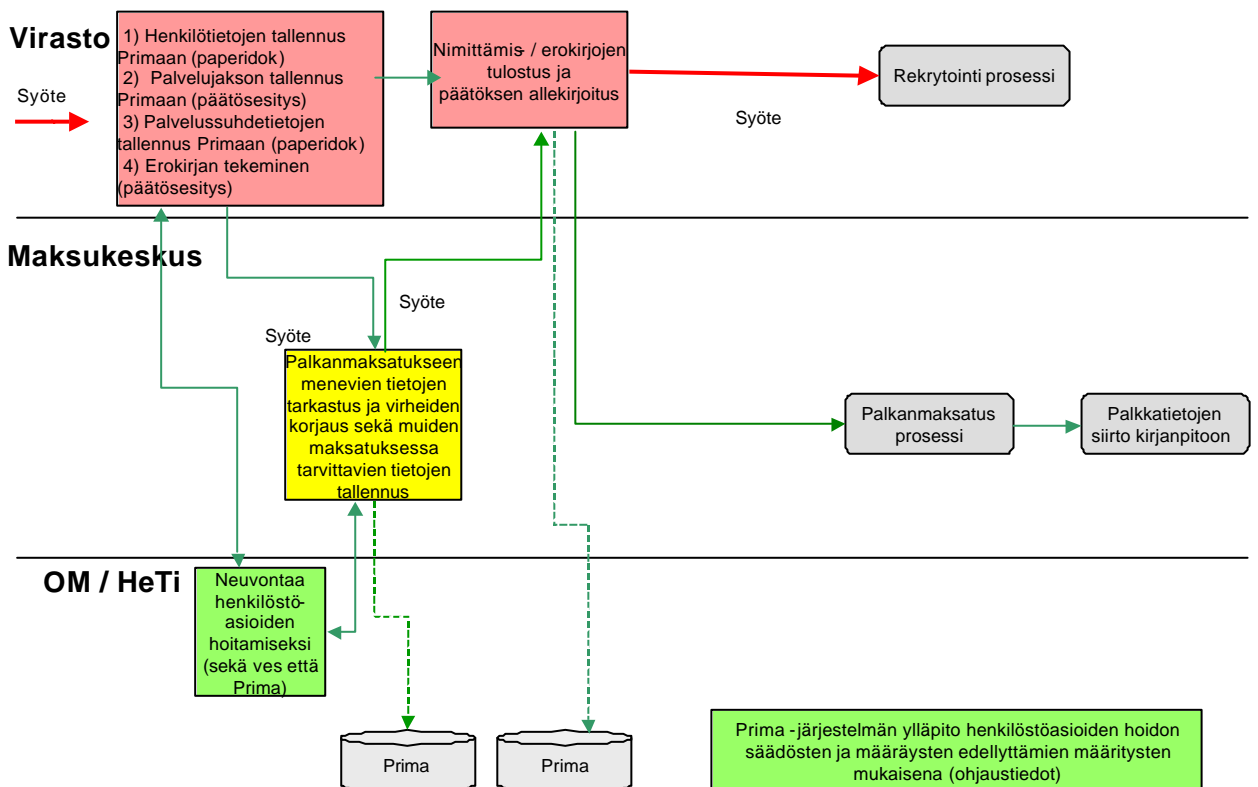 Virasto
Syöte
1) Henkilötietojen tallennus
Primaan (paperidok)
2) Palvelujakson tallennus
Primaan (päätösesitys)
3) Palvelussuhdetietojen
tallennus Primaan (paperidok)
4) Erokirjan tekeminen
(päätösesitys)
Nimittämis- / erokirjojen
tulostus ja
päätöksen allekirjoitus
Syöte
Rekrytointi prosessi
Maksukeskus
Syöte
Syöte
Palkanmaksatukseen
menevien tietojen
tarkastus ja virheiden
korjaus sekä muiden
maksatuksessa
tarvittavien tietojen
tallennus
Palkanmaksatus
prosessi
Palkkatietojen
siirto kirjanpitoon
OM / HeTi
Neuvontaa
henkilöstö-
asioiden
hoitamiseksi
(sekä ves että
Prima)
Prima
Prima
Prima -järjestelmän ylläpito henkilöstöasioiden hoidon
säädösten ja määräysten edellyttämien määritysten
mukaisena (ohjaustiedot)